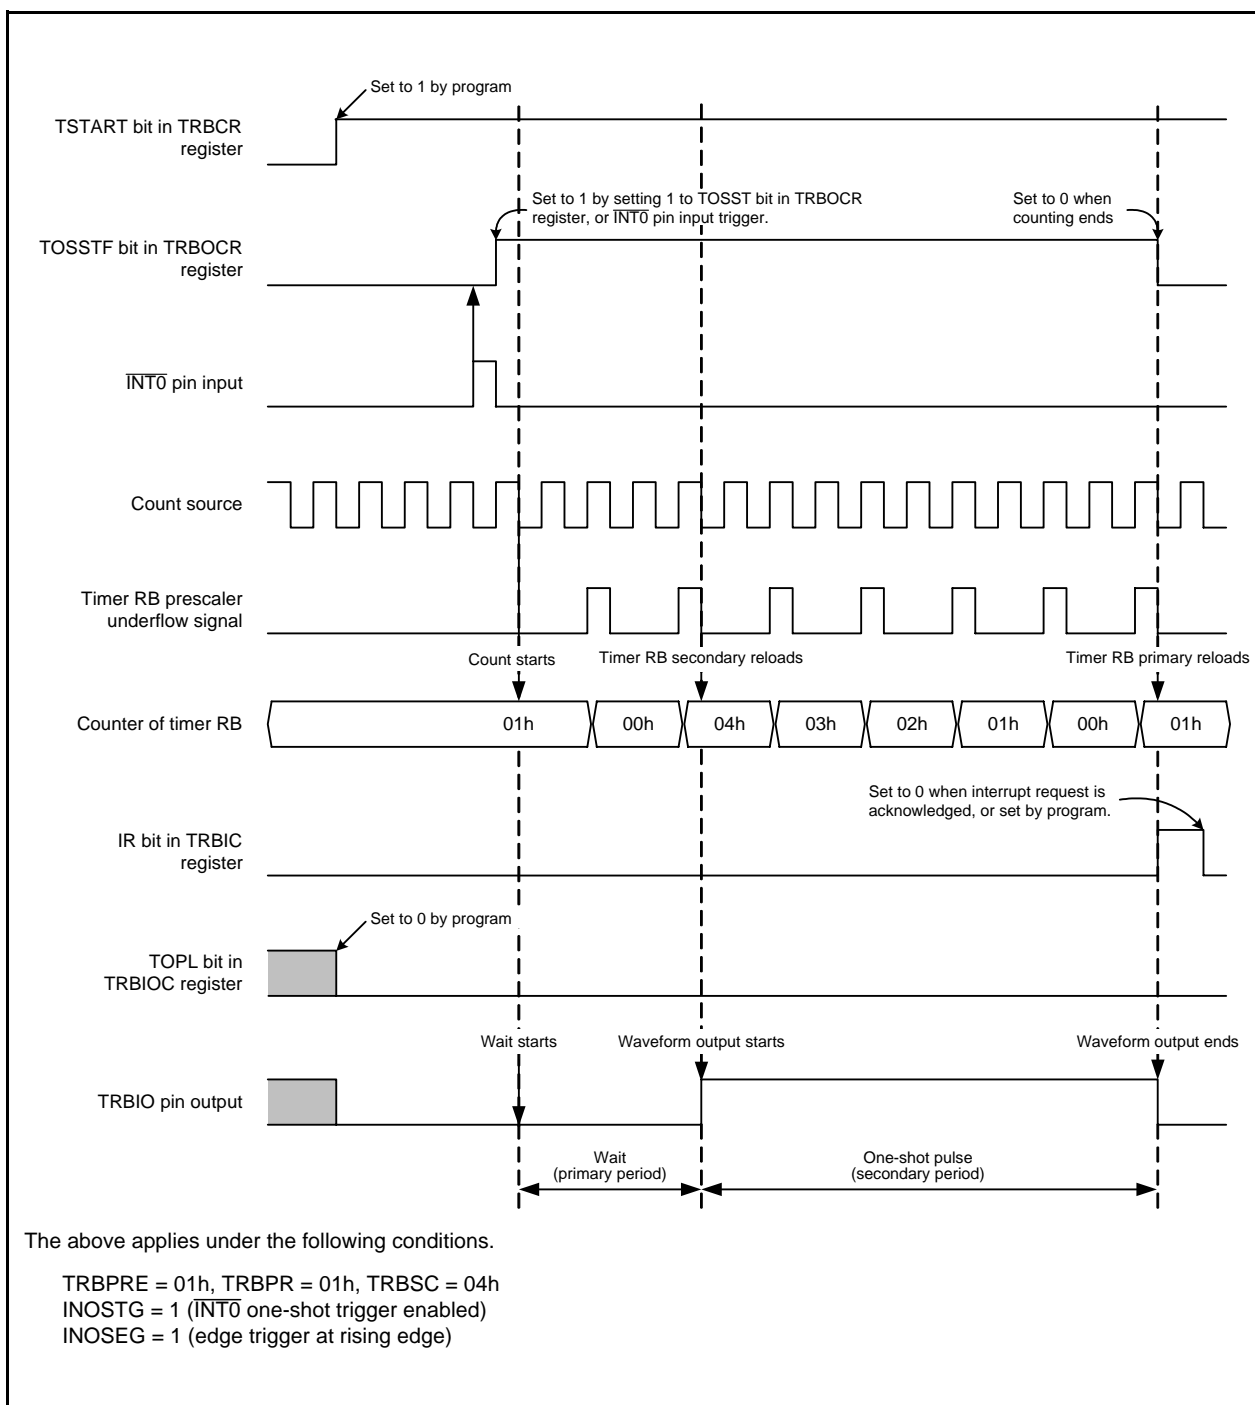 Set to 1 by program
TSTART bit in TRBCR
register
Set to 1 by setting 1 to TOSST bit in TRBOCR
register, or INT0 pin input trigger.
Set to 0 when
counting ends
TOSSTF bit in TRBOCR
register
INT0 pin input
Count source
Timer RB prescaler
underflow signal
Count starts
Timer RB secondary reloads
Timer RB primary reloads
Counter of timer RB
01h
00h
04h
03h
02h
01h
00h
01h
Set to 0 when interrupt request is
acknowledged, or set by program.
IR bit in TRBIC
register
Set to 0 by program
TOPL bit in
TRBIOC register
Wait starts
Waveform output starts
Waveform output ends
TRBIO pin output
Wait
(primary period)
One-shot pulse
(secondary period)
The above applies under the following conditions.
TRBPRE = 01h, TRBPR = 01h, TRBSC = 04h
INOSTG = 1 (INT0 one-shot trigger enabled)
INOSEG = 1 (edge trigger at rising edge)